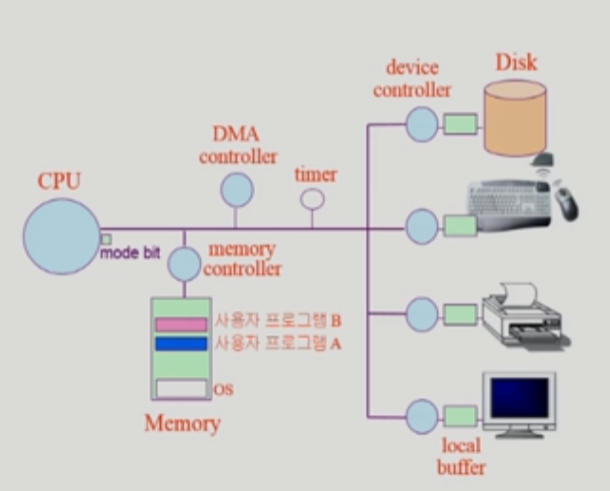 device
controller
Disk
DMA
controller
timer
CPU
mode bit
memory
controller
사용자 프로그램 B
사용자 프로그램 A
OS
Memory
local
buffer